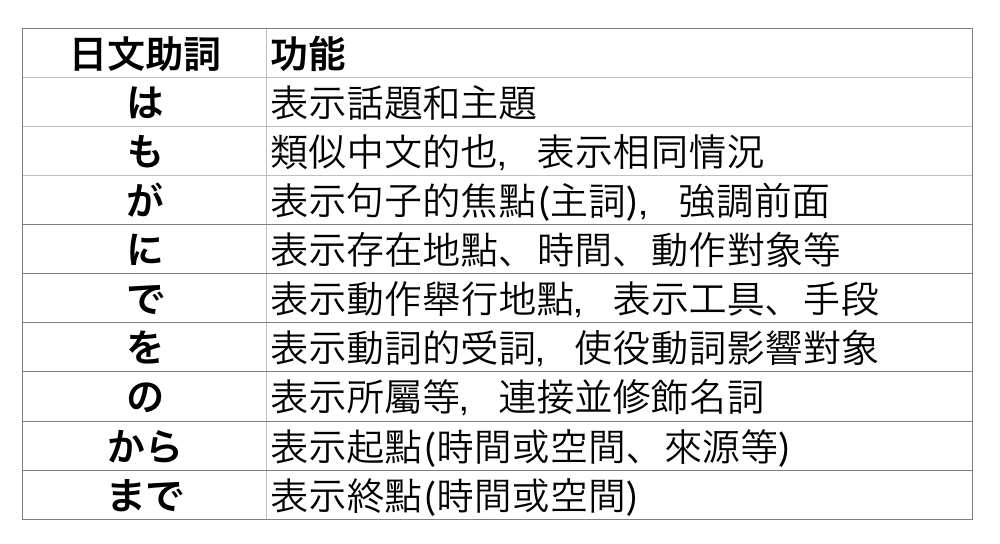 日文助詞 功能
は 表示話題和主題
も 類似中文的也，表示相同情況
が 表示句子的焦點(主詞)，強調前面
に 表示存在地點、時間、動作對象等
で 表示動作舉行地點，表示工具、手段
を 表示動詞的受詞，使役動詞影響對象
の 表示所屬等，連接並修飾名詞
から 表示起點(時間或空間、來源等)
まで 表示終點(時間或空間)